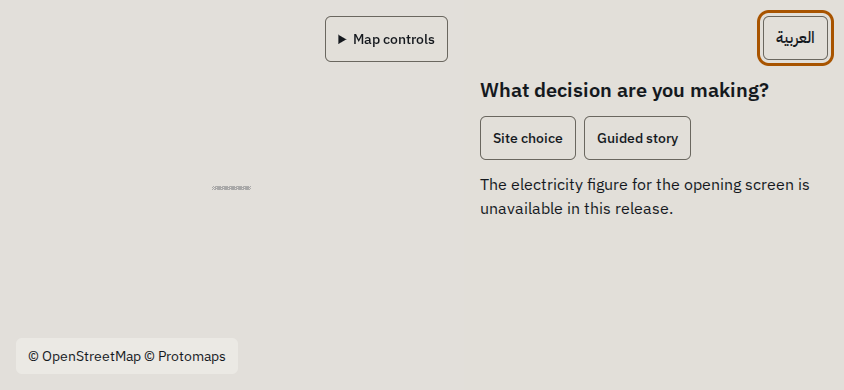 ▶ Map controls
العربية
What decision are you making?
Site choice
Guided story
The electricity figure for the opening screen is
unavailable in this release.
© OpenStreetMap © Protomaps